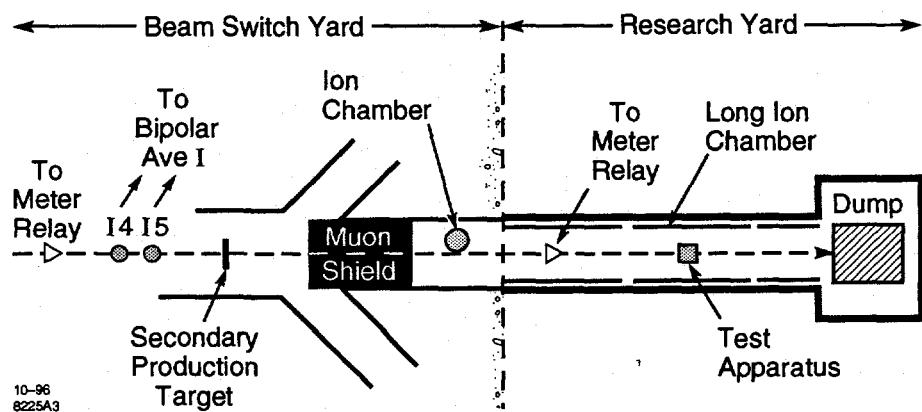 Beam Switch Yard
Research Yard
To
Bipolar
Ave I
Ion
Chamber
To
Meter
Relay
Long Ion
Chamber
To
Meter
Relay
I4 I5
Dump
Muon
Shield
Secondary
Production
Target
Test
Apparatus
10–96
8225A3